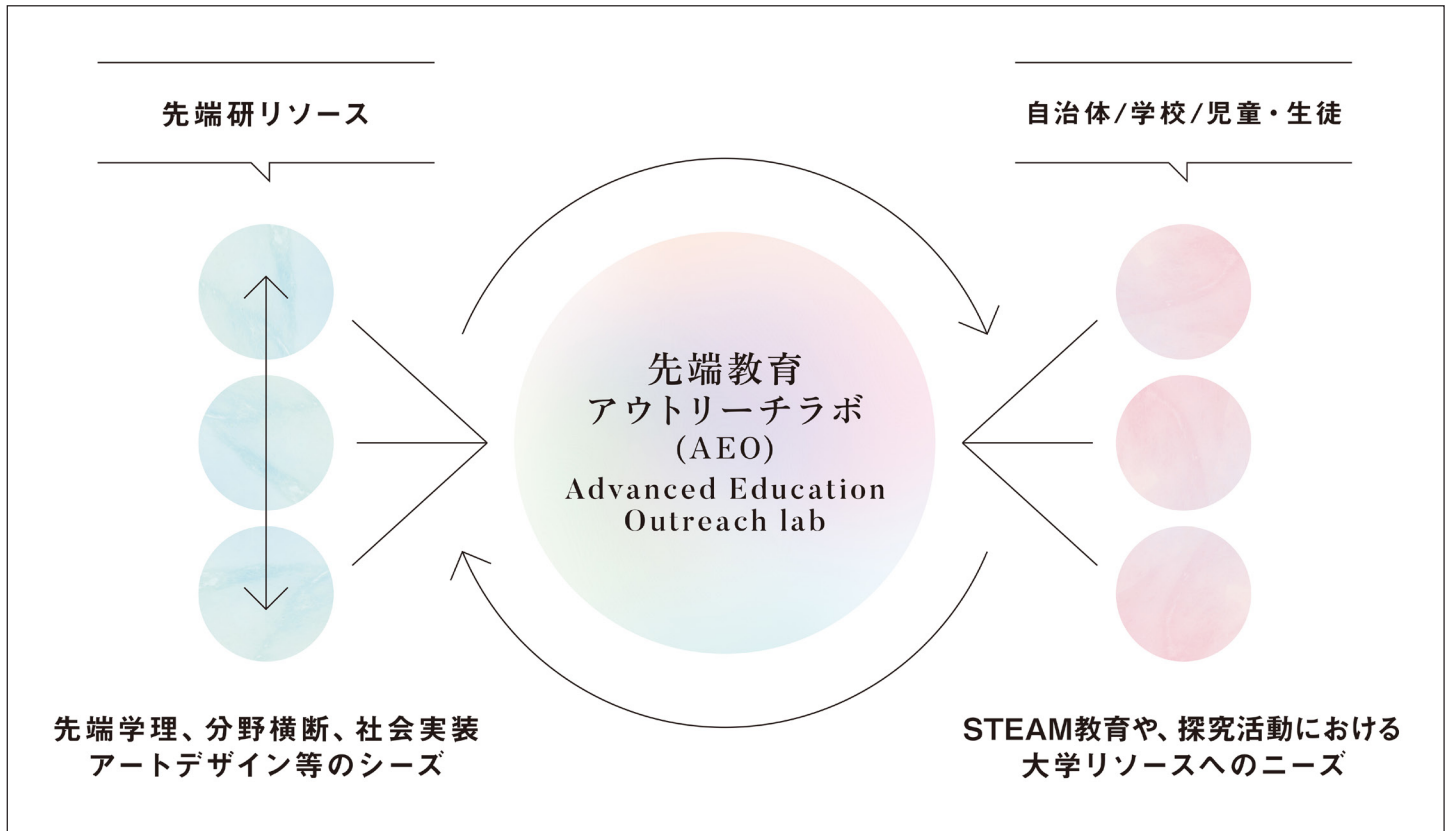 先端研リソース
自治体/学校/児童・生徒
先端教育
アウトリーチラボ
(AEO)
Advanced Education
Outreach lab
先端学理、分野横断、社会実装
アートデザイン等のシーズ
STEAM教育や、探究活動における
大学リソースへのニーズ